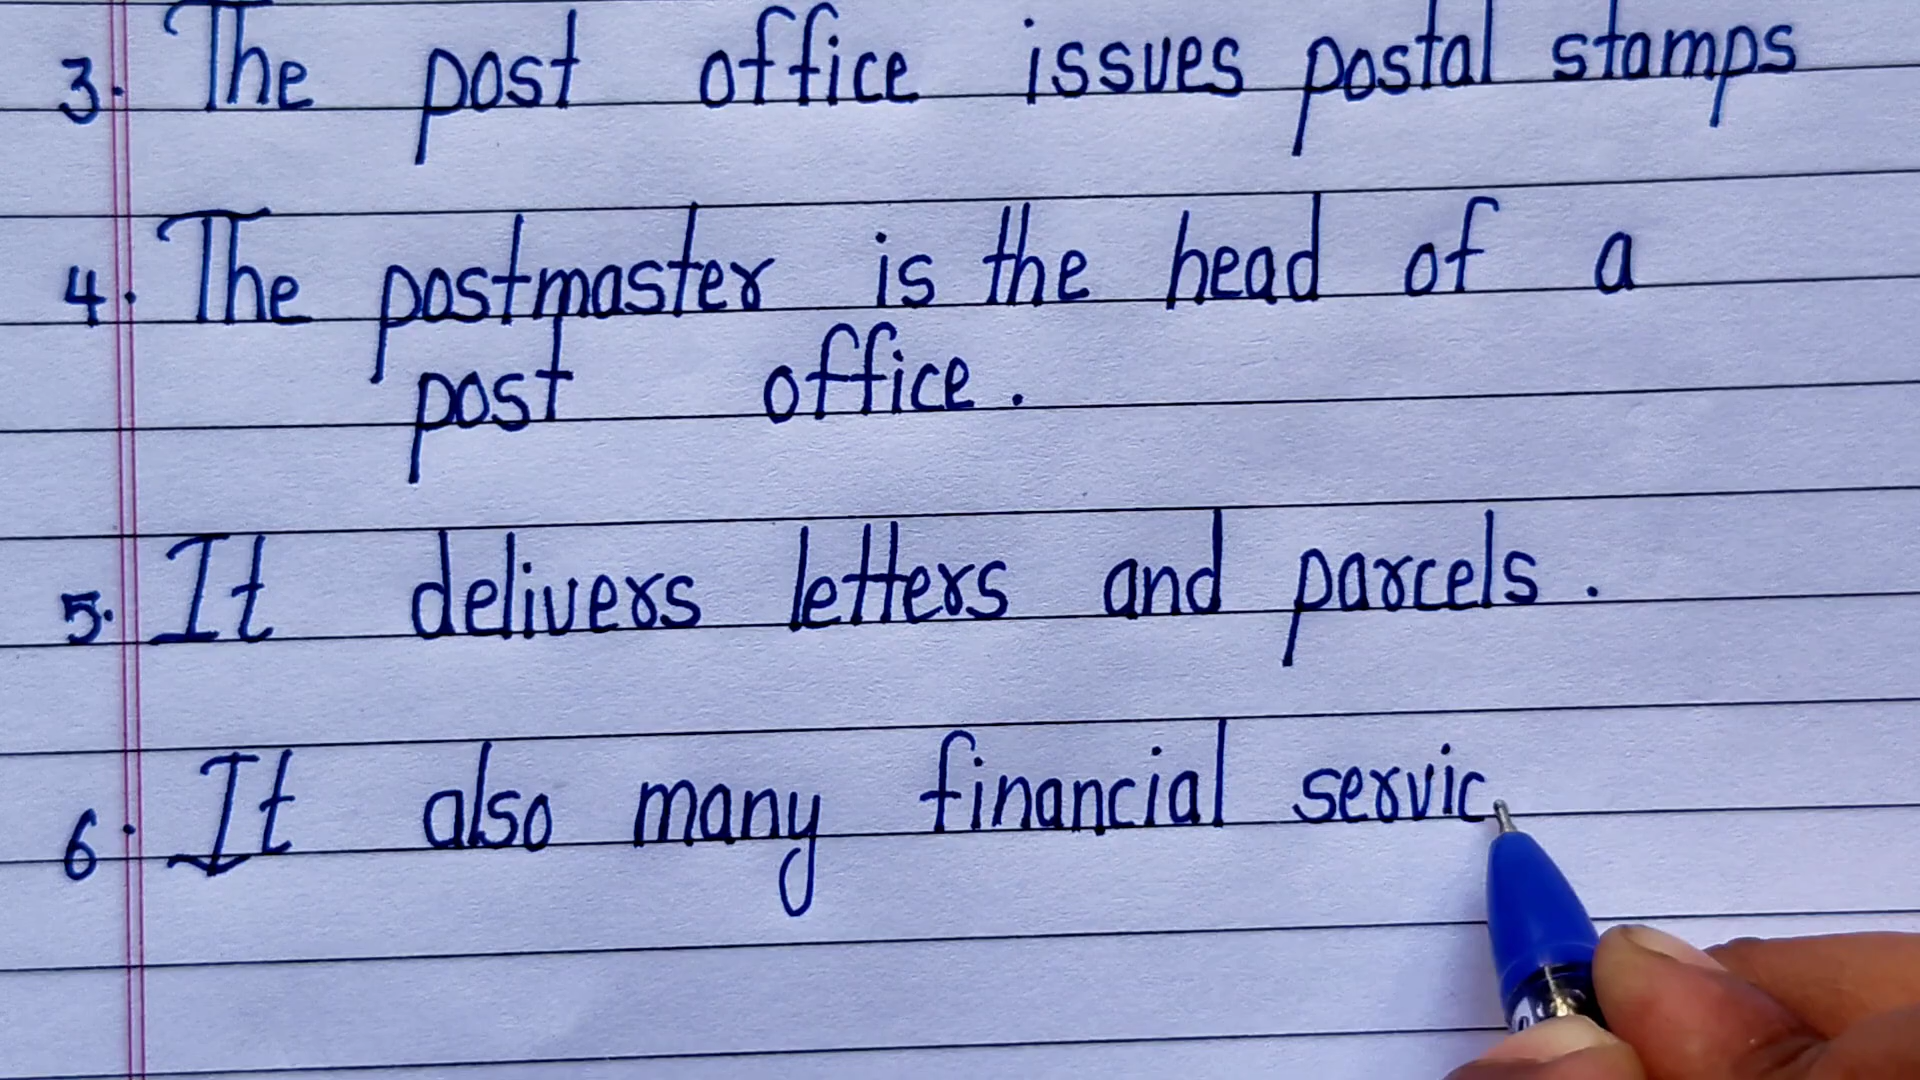 3. The post office issues postal stamps
4. The postmaster is the head of a
post office.
5. It delivers letters and parcels.
6. It also many financial servic